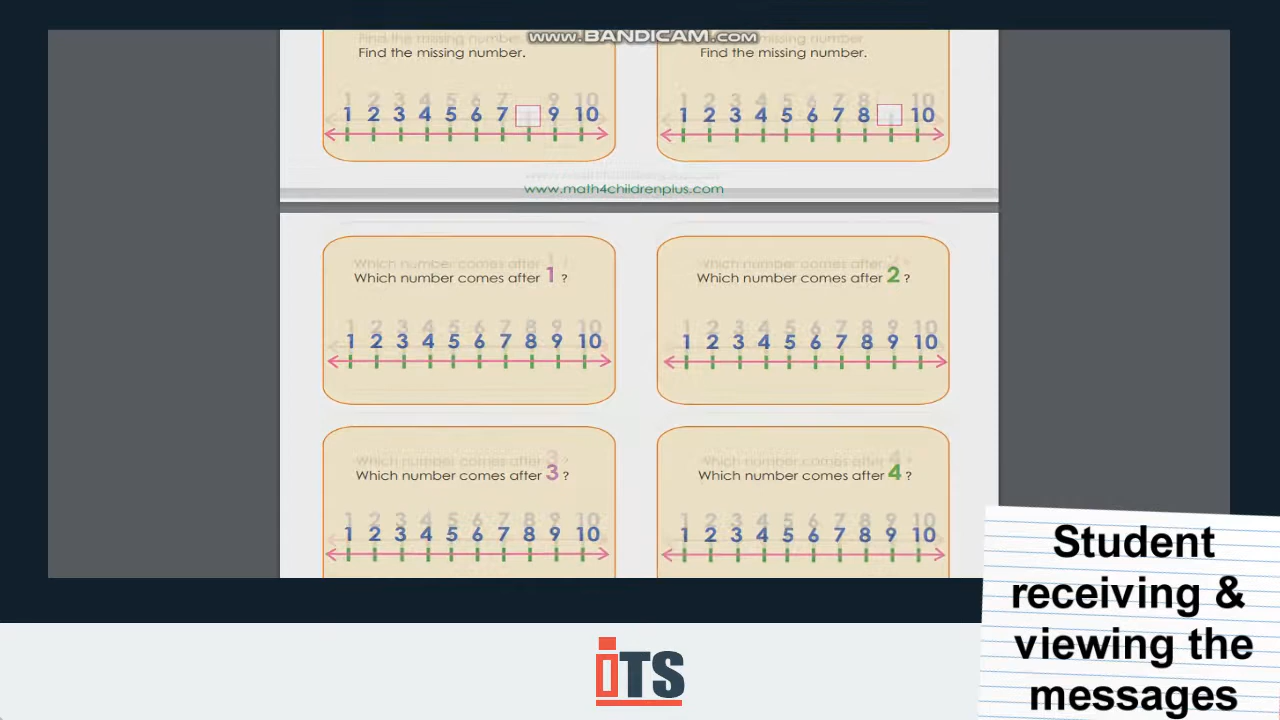 www.BANDICAM.com
Find the missing number.
1 2 3 4 5 6 7 9 10
Find the missing number.
1 2 3 4 5 6 7 8 10
www.math4childrenplus.com
Which number comes after 1 ?
1 2 3 4 5 6 7 8 9 10
Which number comes after 2 ?
1 2 3 4 5 6 7 8 9 10
Which number comes after 3 ?
1 2 3 4 5 6 7 8 9 10
Which number comes after 4 ?
1 2 3 4 5 6 7 8 9 10
Student
receiving &
viewing the
messages
iTS